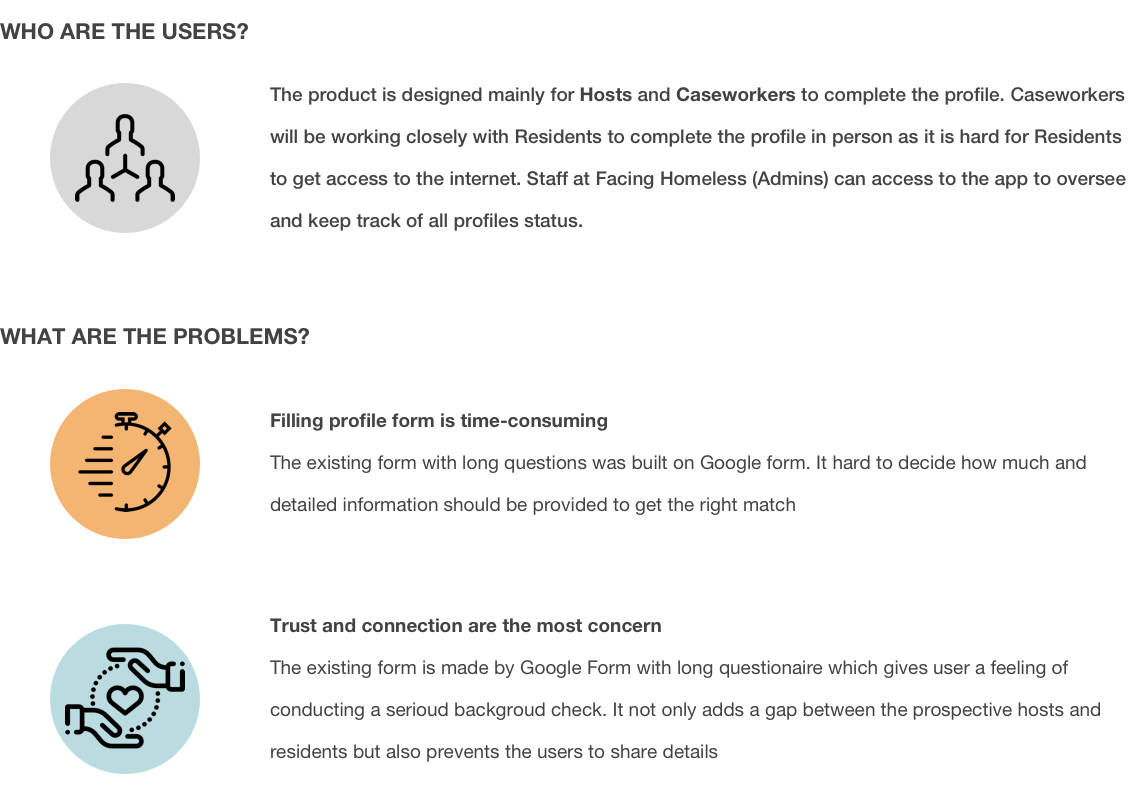 WHO ARE THE USERS?
The product is designed mainly for Hosts and Caseworkers to complete the profile. Caseworkers
will be working closely with Residents to complete the profile in person as it is hard for Residents
to get access to the internet. Staff at Facing Homeless (Admins) can access to the app to oversee
and keep track of all profiles status.
WHAT ARE THE PROBLEMS?
Filling profile form is time-consuming
The existing form with long questions was built on Google form. It hard to decide how much and
detailed information should be provided to get the right match
Trust and connection are the most concern
The existing form is made by Google Form with long questionaire which gives user a feeling of
conducting a serioud backgroud check. It not only adds a gap between the prospective hosts and
residents but also prevents the users to share details